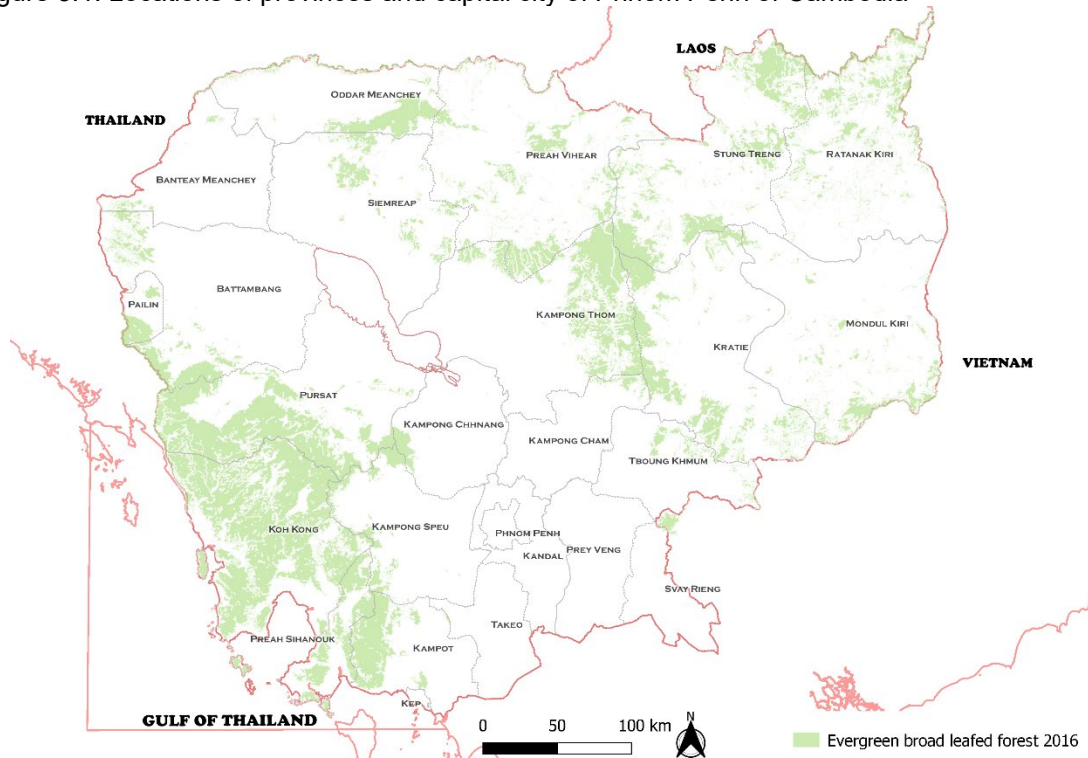 LAOS
ODDAR MEANCHEY
THAILAND
PREAH VIHEAR
STUNG TRENG
RATANAK KIRI
BANTEAY MEANCHEY
SIEMREAP
BATTAMBANG
PAILIN
KAMPONG THOM
MONDUL KIRI
KRATIE
VIETNAM
PURSAT
KAMPONG CHHNANG
KAMPONG CHAM
TBOUNG KHMUM
KOH KONG
KAMPONG SPEU
PHNOM PENH
KANDAL
PREY VENG
SVAY RIENG
TAKEO
PREAH SIHANOUK
KAMPOT
KEP
GULF OF THAILAND
0 50 100 km
N
Evergreen broad leafed forest 2016